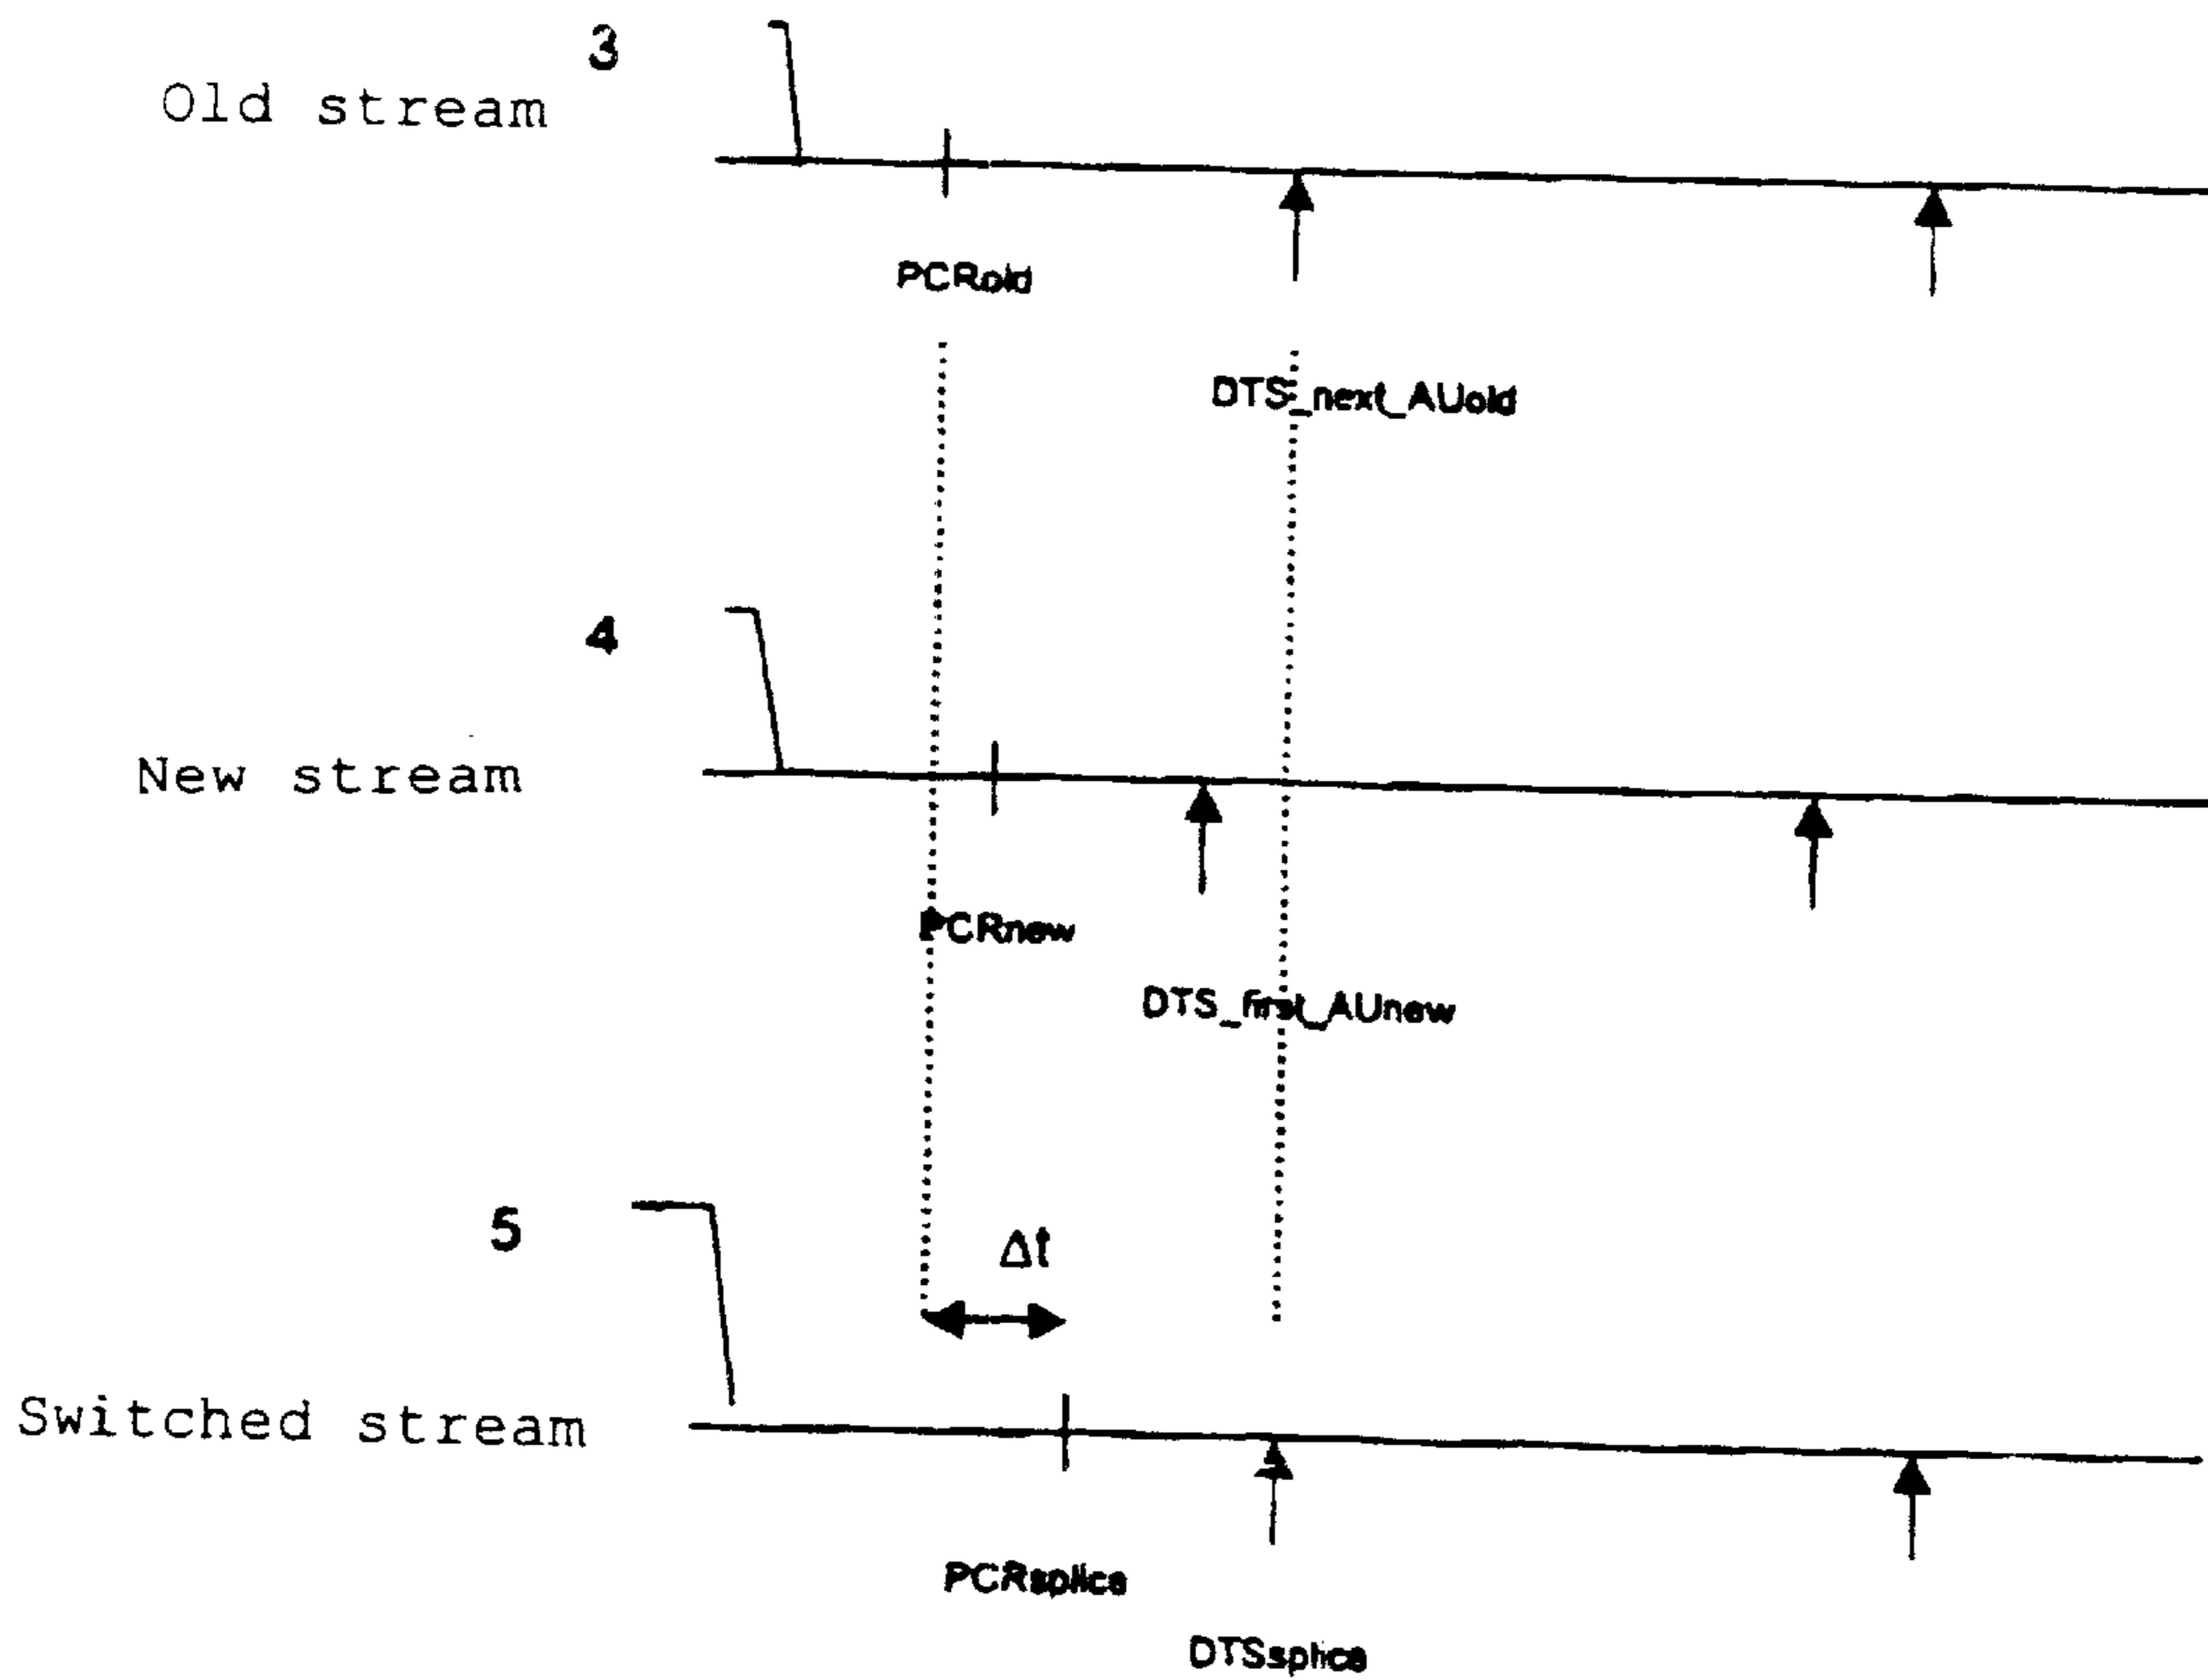 3
Old stream
PCRold
DTS_next_AUold
4
New stream
PCRnew
DTS_first_AUnew
5
Δt
Switched stream
PCRsplice
DTSsplice